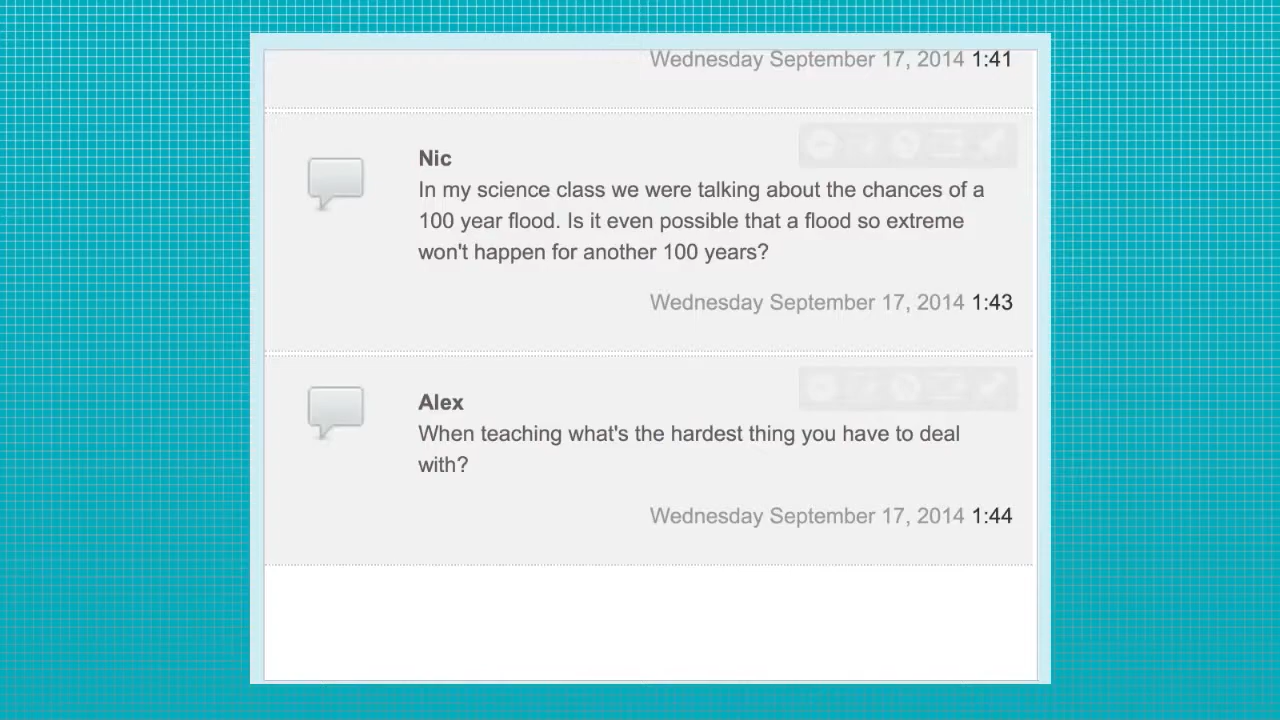 Wednesday September 17, 2014 1:41
Nic
In my science class we were talking about the chances of a
100 year flood. Is it even possible that a flood so extreme
won't happen for another 100 years?
Wednesday September 17, 2014 1:43
Alex
When teaching what's the hardest thing you have to deal
with?
Wednesday September 17, 2014 1:44